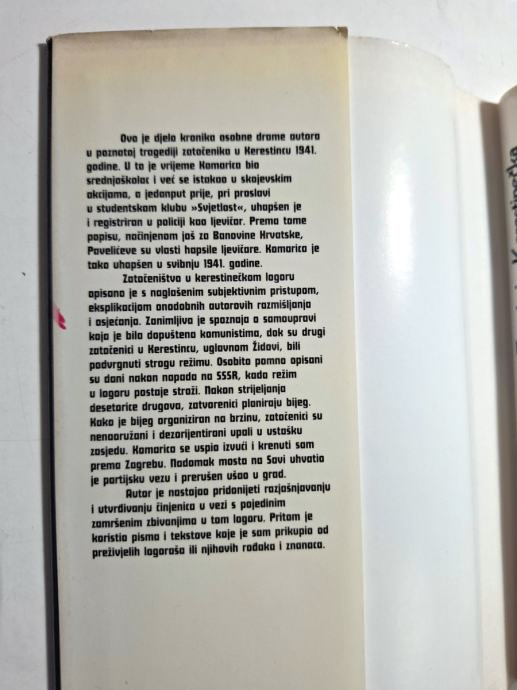 Ovo je djelo kronika osobne drame autora
u poznatoj tragediji zatočenika u Kerestincu 1941.
godine. U to je vrijeme Komarica bio
srednjoškolac i već se istakao u skojevskim
akcijama, a jedanput prije, pri proslavi
u studentskom klubu »Svjetlost«, uhapšen je
i registriran u policiji kao ljevičar. Prema tome
popisu, načinjenom još za Banovine Hrvatske,
Pavelićeve su vlasti hapsile ljevičare. Komarica je
tako uhapšen u svibnju 1941. godine.
Zatočeništvo u kerestinečkom logoru
opisano je s naglašenim subjektivnim pristupom,
eksplikacijom onodobnih autorovih razmišljanja
i osjećanja. Zanimljiva je spoznaja o samoupravi
koja je bila dopuštena komunistima, dok su drugi
zatočenici u Kerestincu, uglavnom Židovi, bili
podvrgnuti strogu režimu. Osobito pomno opisani
su dani nakon napada na SSSR, kada režim
u logoru postaje stroži. Nakon strijeljanja
desetorice drugova, zatvorenici planiraju bijeg.
Kako je bijeg organiziran na brzinu, zatočenici su
nenaoružani i dezorijentirani upali u ustašku
zasjedu. Komarica se uspio izvući i krenuti sam
prema Zagrebu. Nadomak mosta na Savi uhvatio
je partijsku vezu i prerušen ušao u grad.
Autor je nastojao pridonijeti razjašnjavanju
i utvrđivanju činjenica u vezi s pojedinim
zamršenim zbivanjima u tom logoru. Pritom je
koristio pisma i tekstove koje je sam prikupio od
preživjelih logoraša ili njihovih rođaka i znanaca.
Kerestinečka